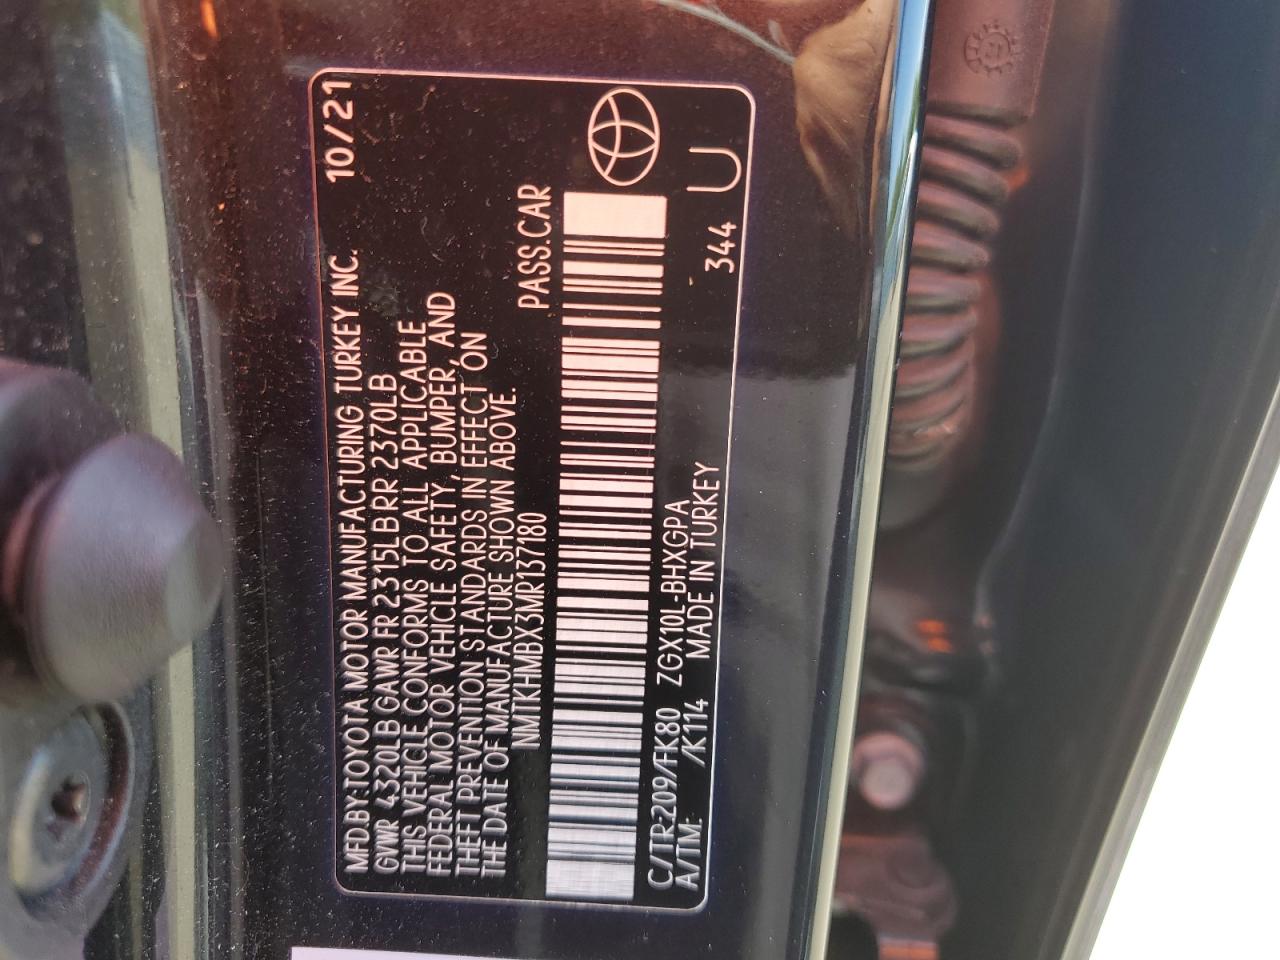 MFD.BY:TOYOTA MOTOR MANUFACTURING TURKEY INC. 10/21
GVWR 4320LB GAWR FR 2315LB RR 2370LB
THIS VEHICLE CONFORMS TO ALL APPLICABLE
FEDERAL MOTOR VEHICLE SAFETY, BUMPER, AND
THEFT PREVENTION STANDARDS IN EFFECT ON
THE DATE OF MANUFACTURE SHOWN ABOVE.
NMTKHMBX3MR137180 PASS.CAR
C/TR:209/FK80 ZGX10L-BHXGPA
A/TM: /K114 MADE IN TURKEY 344 U